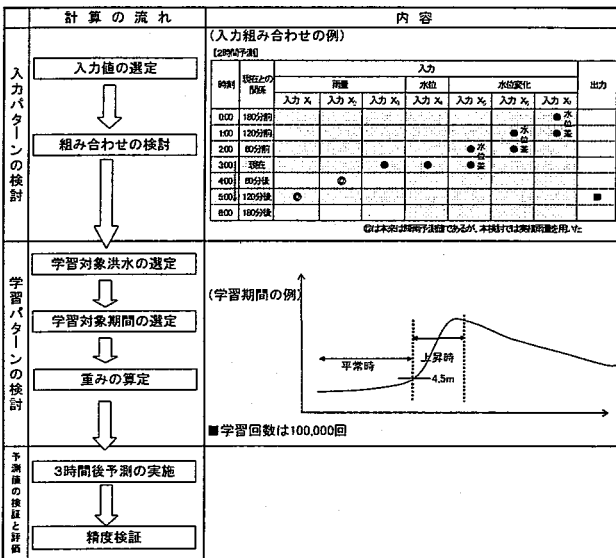 計算の流れ
内容
入力パターンの検討
入力値の選定
組み合わせの検討
(入力組み合わせの例)
[2時間予測]
時刻
現在との
関係
入力
出力
雨量
水位
水位変化
入力 X₁
入力 X₂
入力 X₃
入力 X₄
入力 X₅
入力 X₆
入力 X₇
0:00 180分前 ●水位
1:00 120分前 ●水位 ●差
2:00 60分前 ●水位 ●差
3:00 現在 ● ● ●差
4:00 60分後 ◎
5:00 120分後 ◎ ■
6:00 180分後
◎は本来は降雨予測値であるが、本検討では実績雨量を用いた
学習パターンの検討
学習対象洪水の選定
学習対象期間の選定
重みの算定
(学習期間の例)
平常時
上昇時
4.5m
■学習回数は100,000回
予測値の検証と評価
3時間後予測の実施
精度検証